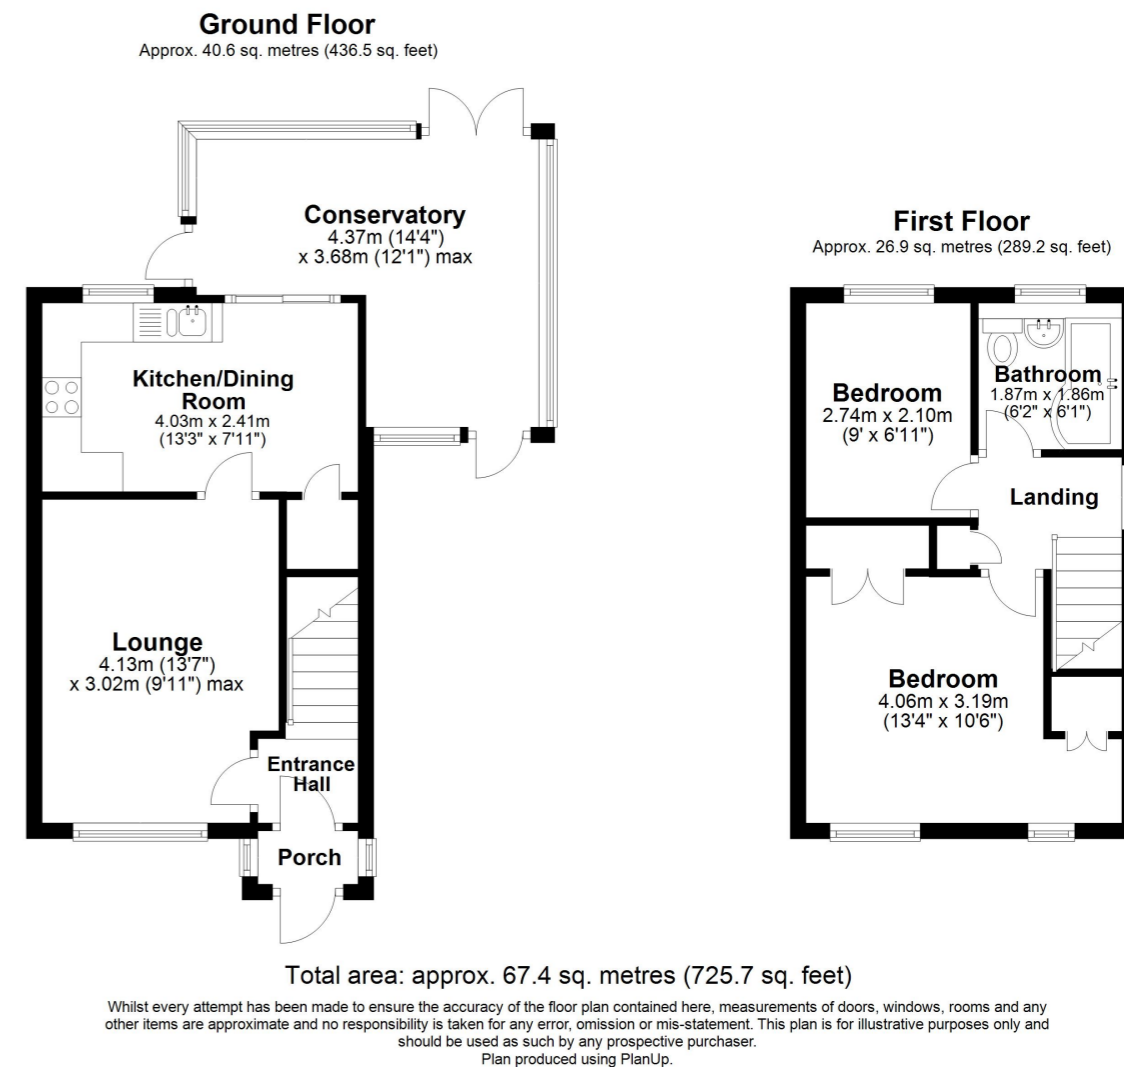 Ground Floor
Approx. 40.6 sq. metres (436.5 sq. feet)
Conservatory
4.37m (14'4")
x 3.68m (12'1") max
Kitchen/Dining
Room
4.03m x 2.41m
(13'3" x 7'11")
Lounge
4.13m (13'7")
x 3.02m (9'11") max
Entrance
Hall
Porch
First Floor
Approx. 26.9 sq. metres (289.2 sq. feet)
Bedroom
2.74m x 2.10m
(9' x 6'11")
Bathroom
1.87m x 1.86m
(6'2" x 6'1")
Landing
Bedroom
4.06m x 3.19m
(13'4" x 10'6")
Total area: approx. 67.4 sq. metres (725.7 sq. feet)
Whilst every attempt has been made to ensure the accuracy of the floor plan contained here, measurements of doors, windows, rooms and any
other items are approximate and no responsibility is taken for any error, omission or mis-statement. This plan is for illustrative purposes only and
should be used as such by any prospective purchaser.
Plan produced using PlanUp.